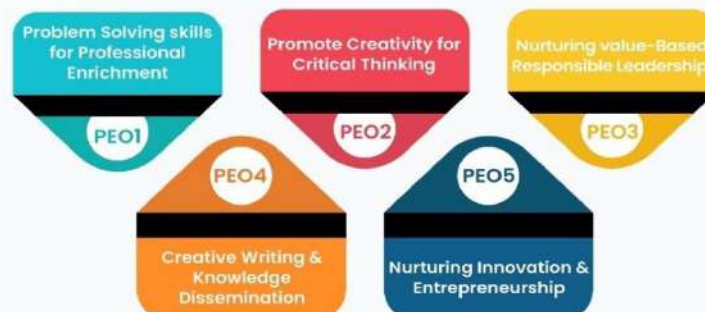 Problem Solving skills
for Professional
Enrichment
PEO1
Promote Creativity for
Critical Thinking
PEO2
Nurturing value-Based
Responsible Leadership
PEO3
PEO4
Creative Writing &
Knowledge
Dissemination
PEO5
Nurturing Innovation &
Entrepreneurship